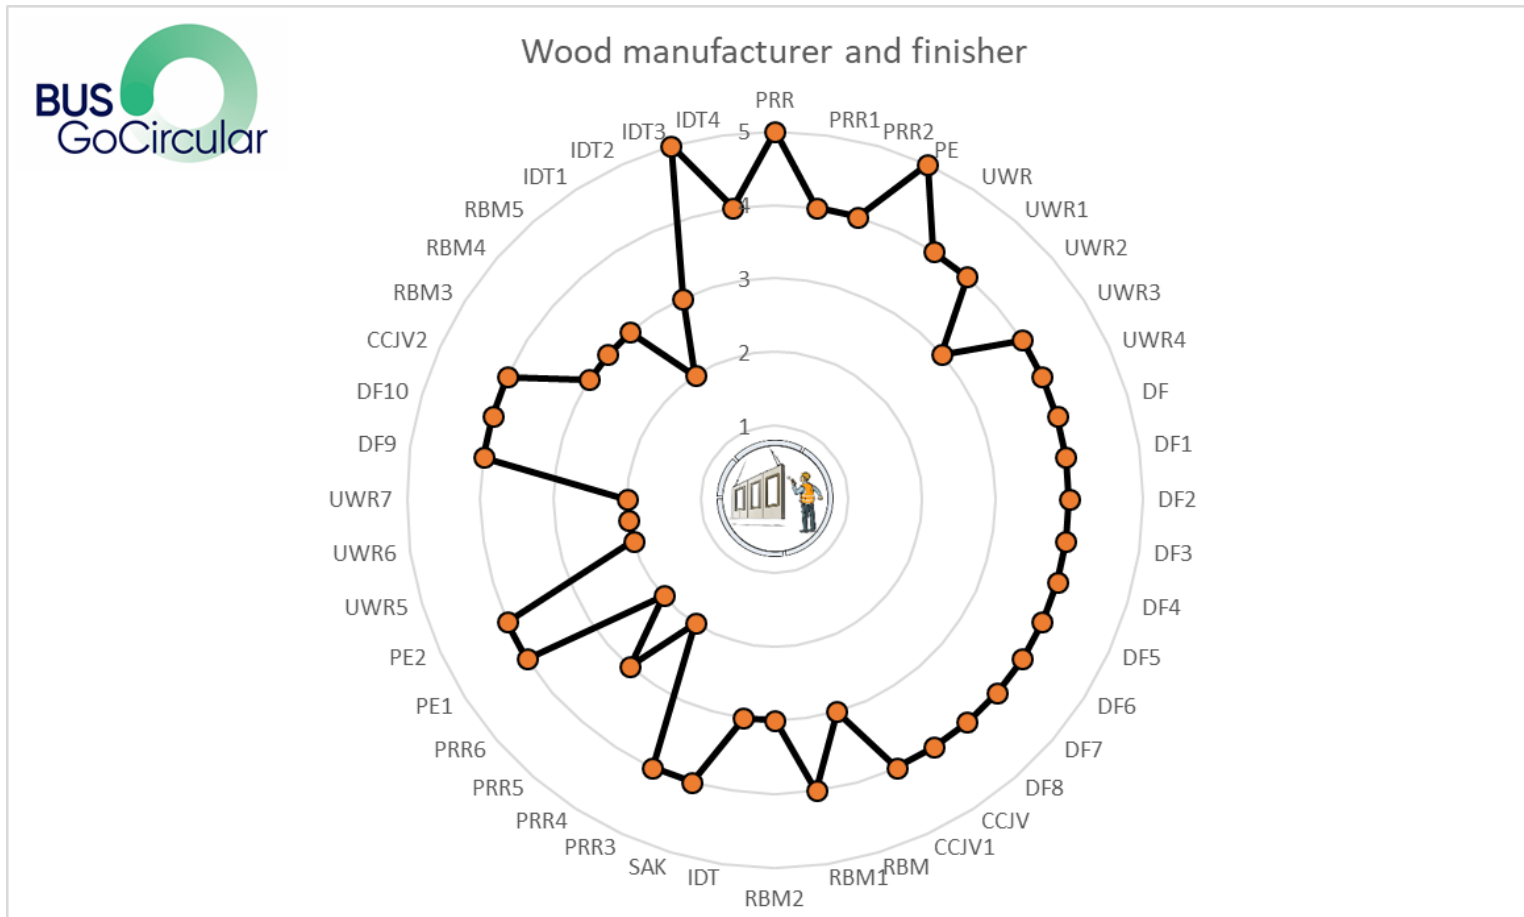 BUS
GoCircular
Wood manufacturer and finisher
PRR
PRR1
PRR2
PE
UWR
UWR1
UWR2
UWR3
UWR4
DF
DF1
DF2
DF3
DF4
DF5
DF6
DF7
DF8
CCJV
CCJV1
RBM
RBM1
RBM2
IDT
SAK
PRR3
PRR4
PRR5
PRR6
PE1
PE2
UWR5
UWR6
UWR7
DF9
DF10
CCJV2
RBM3
RBM4
RBM5
IDT1
IDT2
IDT3
IDT4
5
4
3
2
1